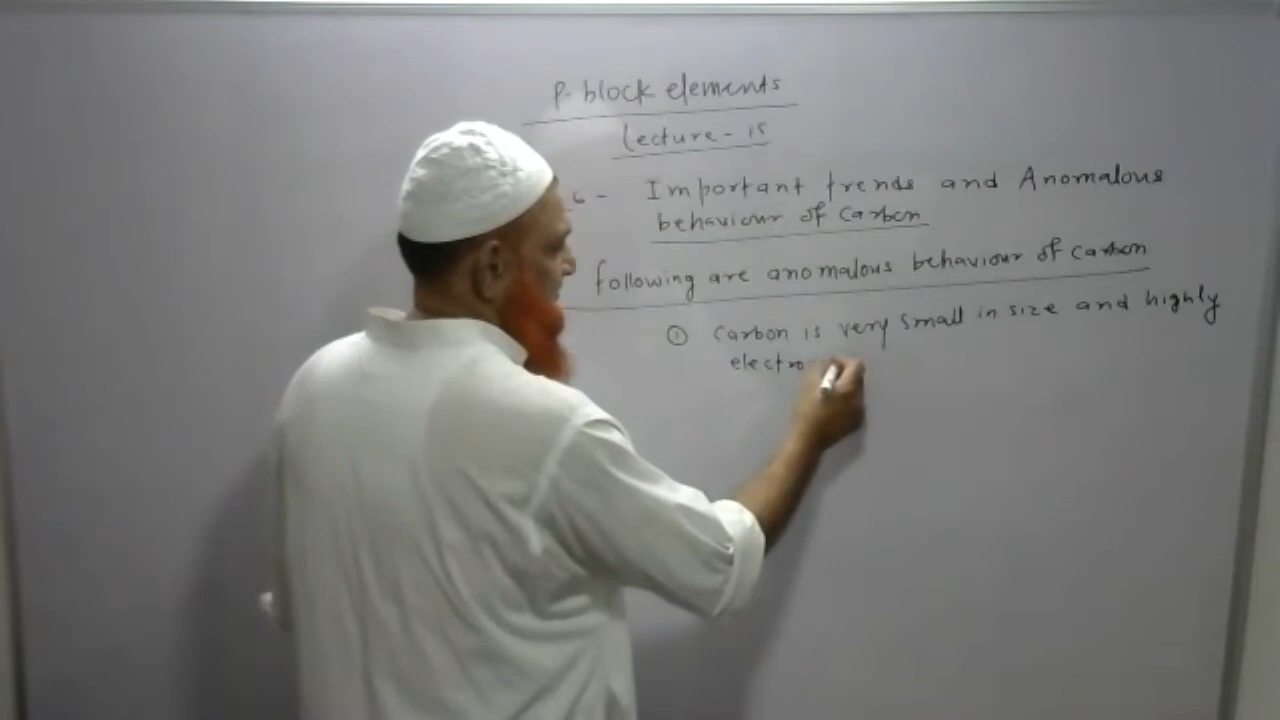 P-block elements
Lecture-15
6- Important trends and Anomalous
behaviour of Carbon
following are anomalous behaviour of Carbon
① Carbon is very small in size and highly
electro-